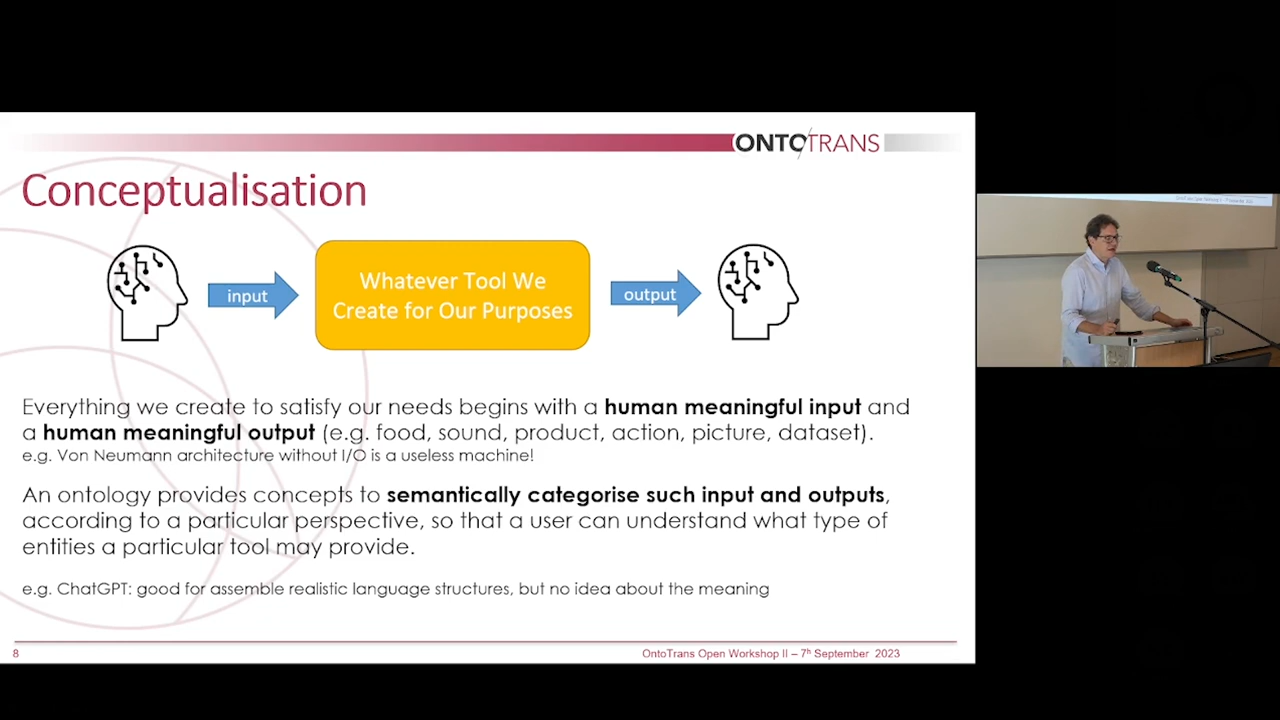 ONTOTRANS
Conceptualisation
input
Whatever Tool We
Create for Our Purposes
output
Everything we create to satisfy our needs begins with a human meaningful input and
a human meaningful output (e.g. food, sound, product, action, picture, dataset).
e.g. Von Neumann architecture without I/O is a useless machine!
An ontology provides concepts to semantically categorise such input and outputs,
according to a particular perspective, so that a user can understand what type of
entities a particular tool may provide.
e.g. ChatGPT: good for assemble realistic language structures, but no idea about the meaning
8
OntoTrans Open Workshop II – 7h September 2023